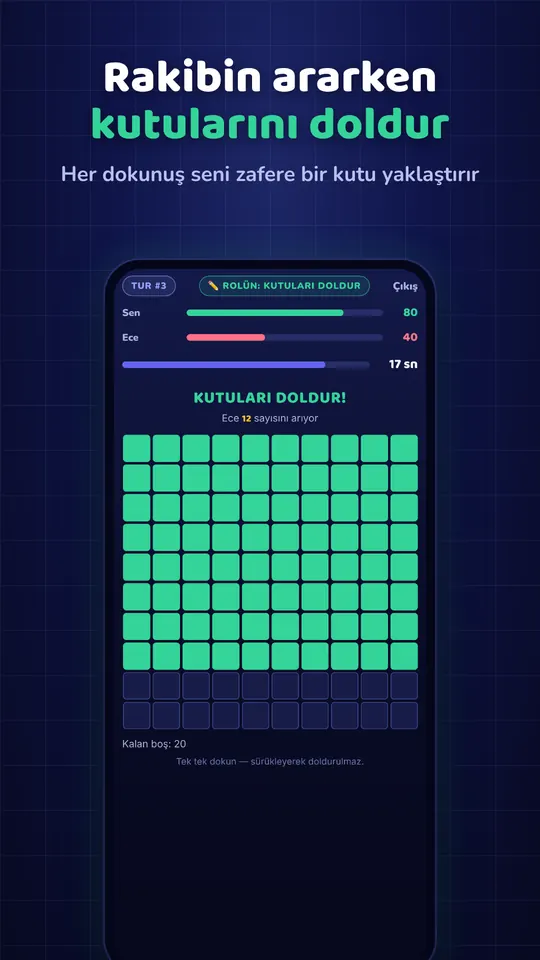 Rakibin ararken
kutularını doldur
Her dokunuş seni zafere bir kutu yaklaştırır
TUR #3
✏️ ROLÜN: KUTULARI DOLDUR
Çıkış
Sen 80
Ece 40
17 sn
KUTULARI DOLDUR!
Ece 12 sayısını arıyor
Kalan boş: 20
Tek tek dokun — sürükleyerek doldurulmaz.